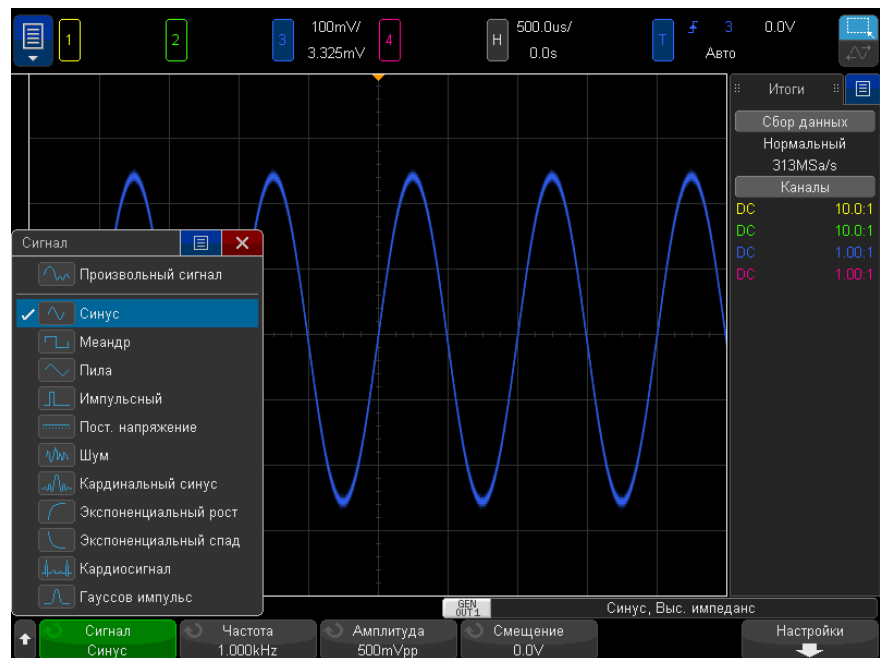 1
2
3
100mV/
3.325mV
4
H
500.0us/
0.0s
T
3
0.0V
Авто
Итоги
Сбор данных
Нормальный
313MSa/s
Каналы
DC 10.0:1
DC 10.0:1
DC 1.00:1
DC 1.00:1
Сигнал
Произвольный сигнал
Синус
Меандр
Пила
Импульсный
Пост. напряжение
Шум
Кардинальный синус
Экспоненциальный рост
Экспоненциальный спад
Кардиосигнал
Гауссов импульс
GEN
OUT1
Синус, Выс. импеданс
Сигнал
Синус
Частота
1.000kHz
Амплитуда
500mVpp
Смещение
0.0V
Настройки